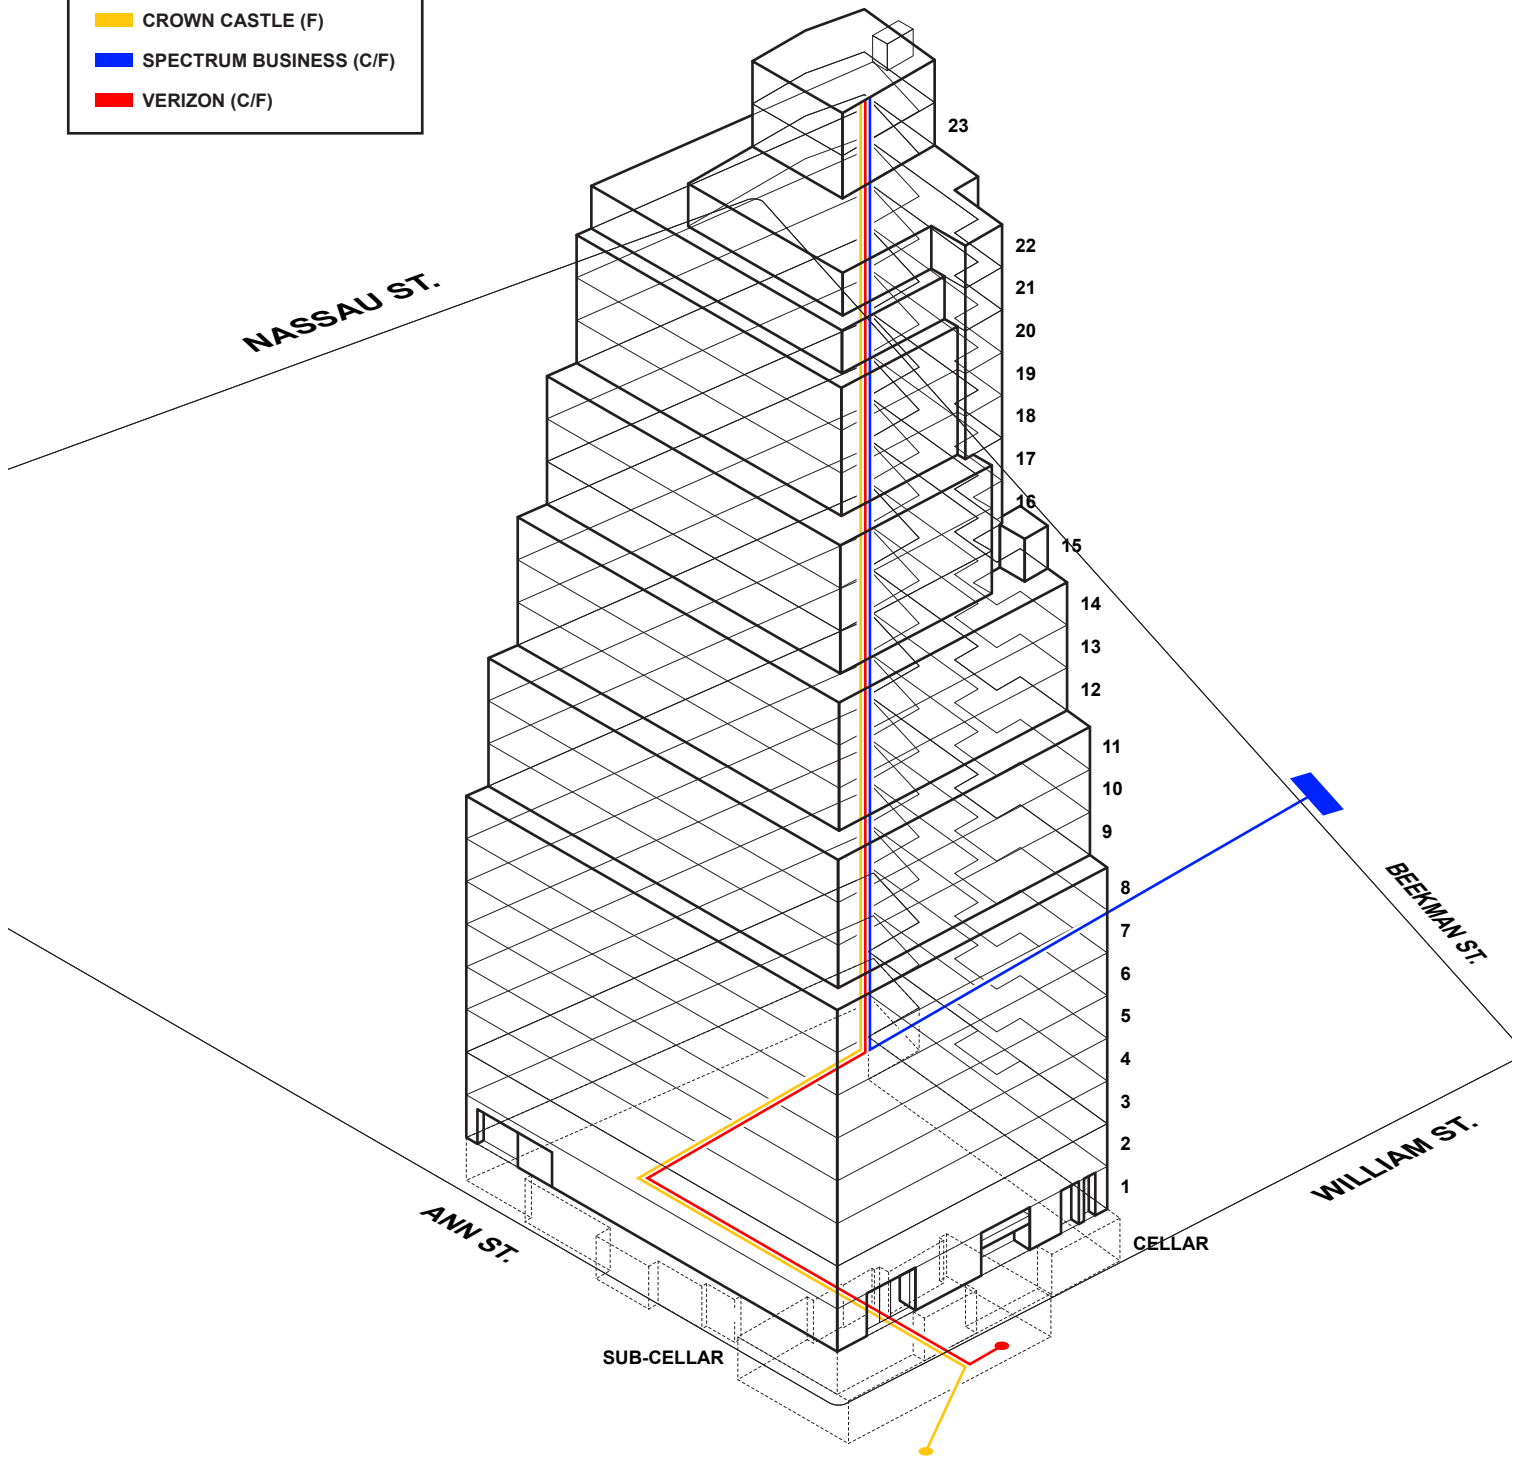 CROWN CASTLE (F)
SPECTRUM BUSINESS (C/F)
VERIZON (C/F)
23
NASSAU ST.
22
21
20
19
18
17
16
15
14
13
12
11
10
9
8
7
6
5
4
3
2
1
BEEKMAN ST.
WILLIAM ST.
ANN ST.
CELLAR
SUB-CELLAR